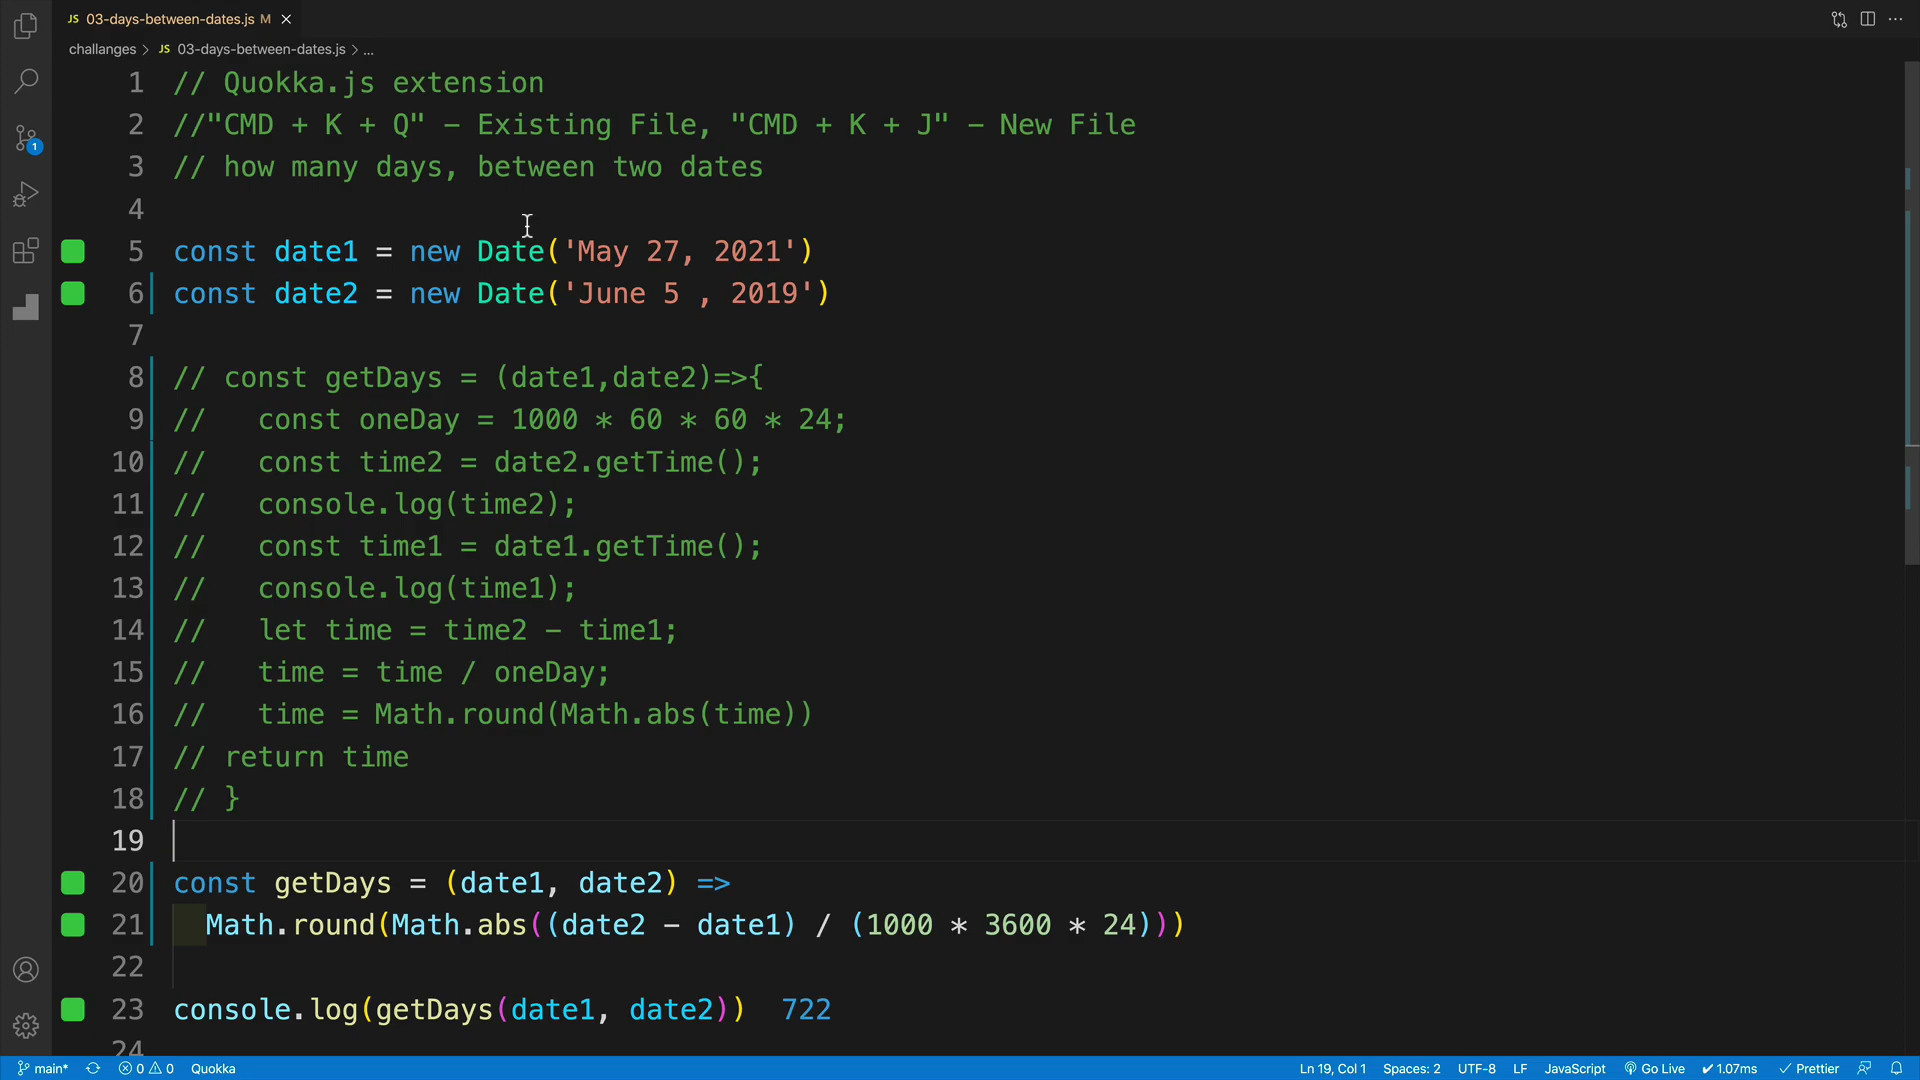 JS 03-days-between-dates.js M ×
challanges > JS 03-days-between-dates.js > ...
1 // Quokka.js extension
2 //"CMD + K + Q" - Existing File, "CMD + K + J" - New File
3 // how many days, between two dates
4
5 const date1 = new Date('May 27, 2021')
6 const date2 = new Date('June 5 , 2019')
7
8 // const getDays = (date1,date2)=>{
9 //   const oneDay = 1000 * 60 * 60 * 24;
10 //   const time2 = date2.getTime();
11 //   console.log(time2);
12 //   const time1 = date1.getTime();
13 //   console.log(time1);
14 //   let time = time2 - time1;
15 //   time = time / oneDay;
16 //   time = Math.round(Math.abs(time))
17 // return time
18 // }
19
20 const getDays = (date1, date2) =>
21   Math.round(Math.abs((date2 - date1) / (1000 * 3600 * 24)))
22
23 console.log(getDays(date1, date2))  722
24
1
main* 0 0 Quokka Ln 19, Col 1 Spaces: 2 UTF-8 LF JavaScript Go Live ✓ 1.07ms ✓ Prettier